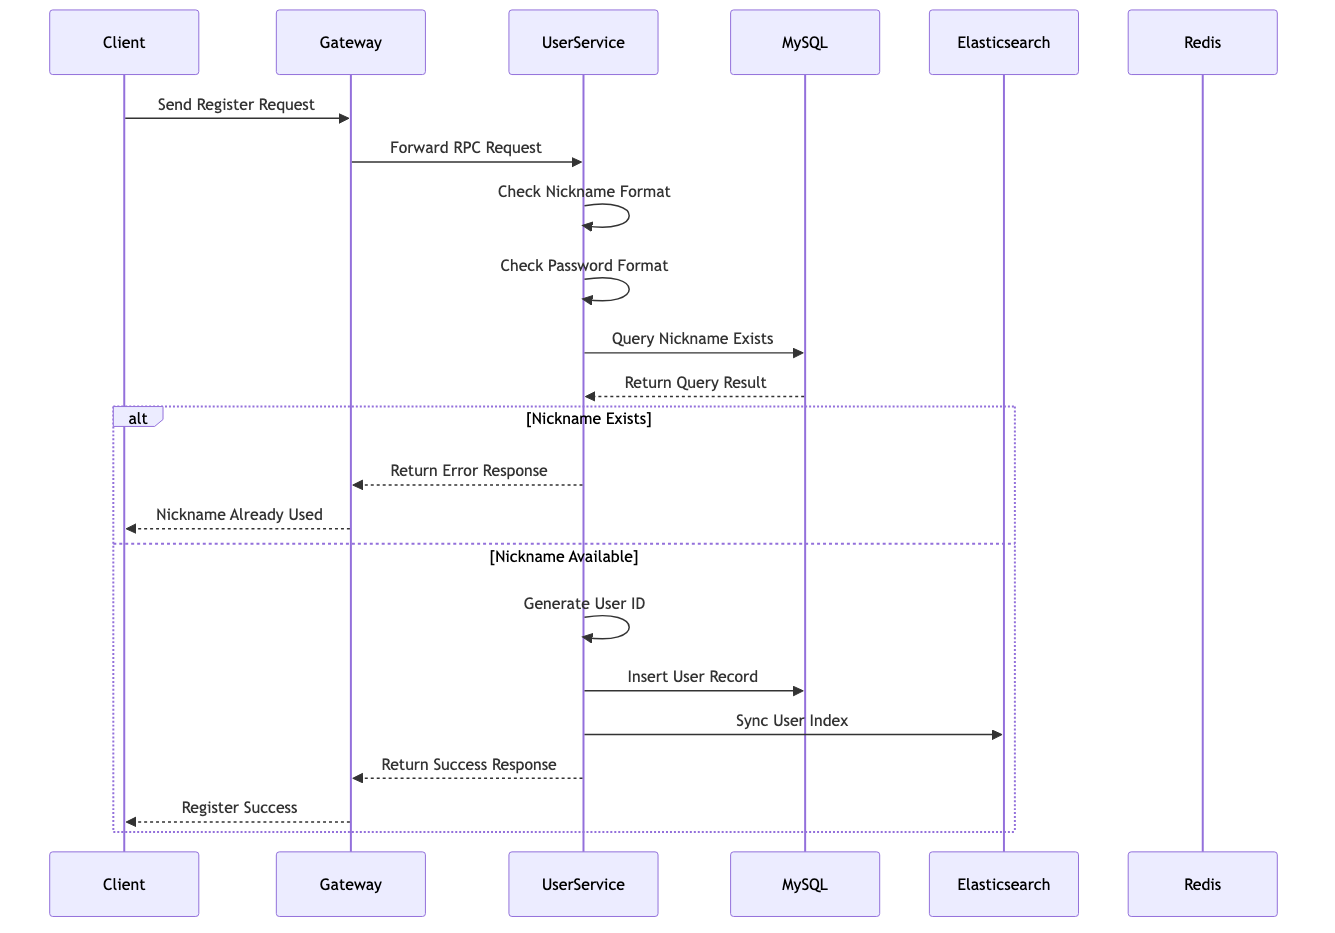 Client
Gateway
UserService
MySQL
Elasticsearch
Redis
Send Register Request
Forward RPC Request
Check Nickname Format
Check Password Format
Query Nickname Exists
Return Query Result
alt
[Nickname Exists]
Return Error Response
Nickname Already Used
[Nickname Available]
Generate User ID
Insert User Record
Sync User Index
Return Success Response
Register Success
Client
Gateway
UserService
MySQL
Elasticsearch
Redis